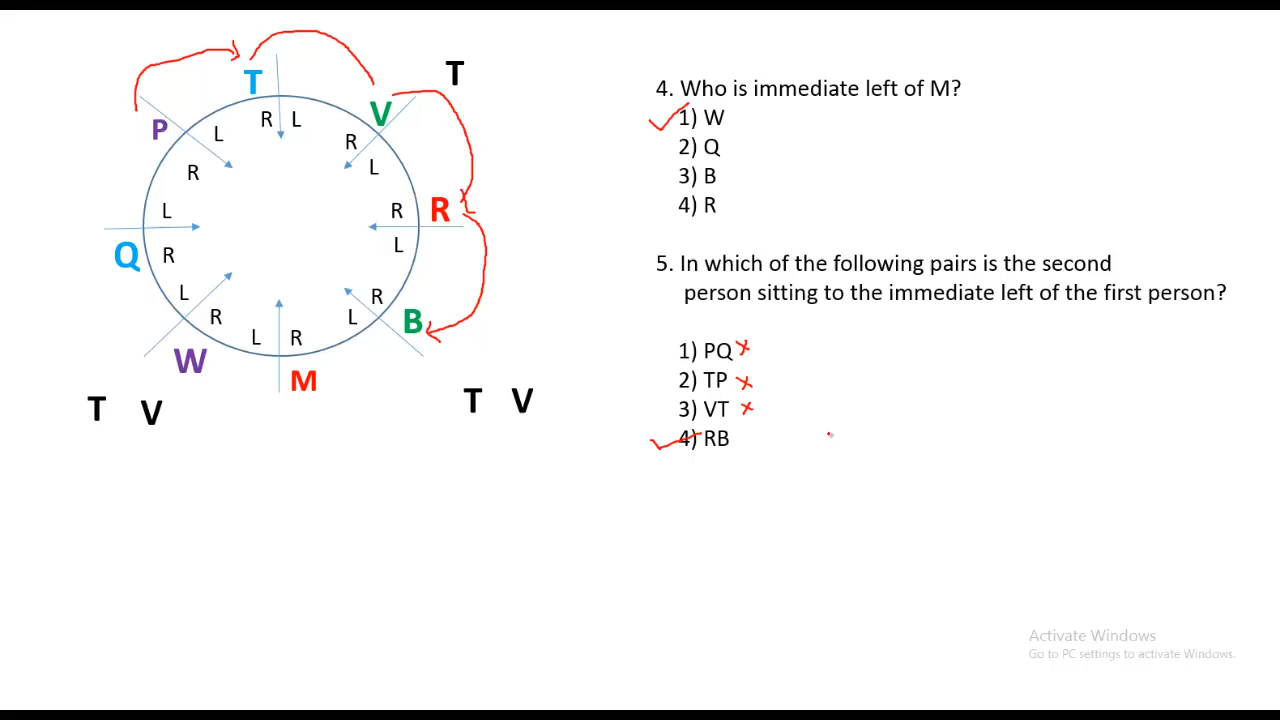 T
T
V
P
L
R
L
R
R
L
L
R
R
Q
R
L
L
R
R
B
L
R
L
R
W
M
T
V
T
V
4. Who is immediate left of M?
1) W
2) Q
3) B
4) R
5. In which of the following pairs is the second
person sitting to the immediate left of the first person?
1) PQ
2) TP
3) VT
4) RB
Activate Windows
Go to PC settings to activate Windows.